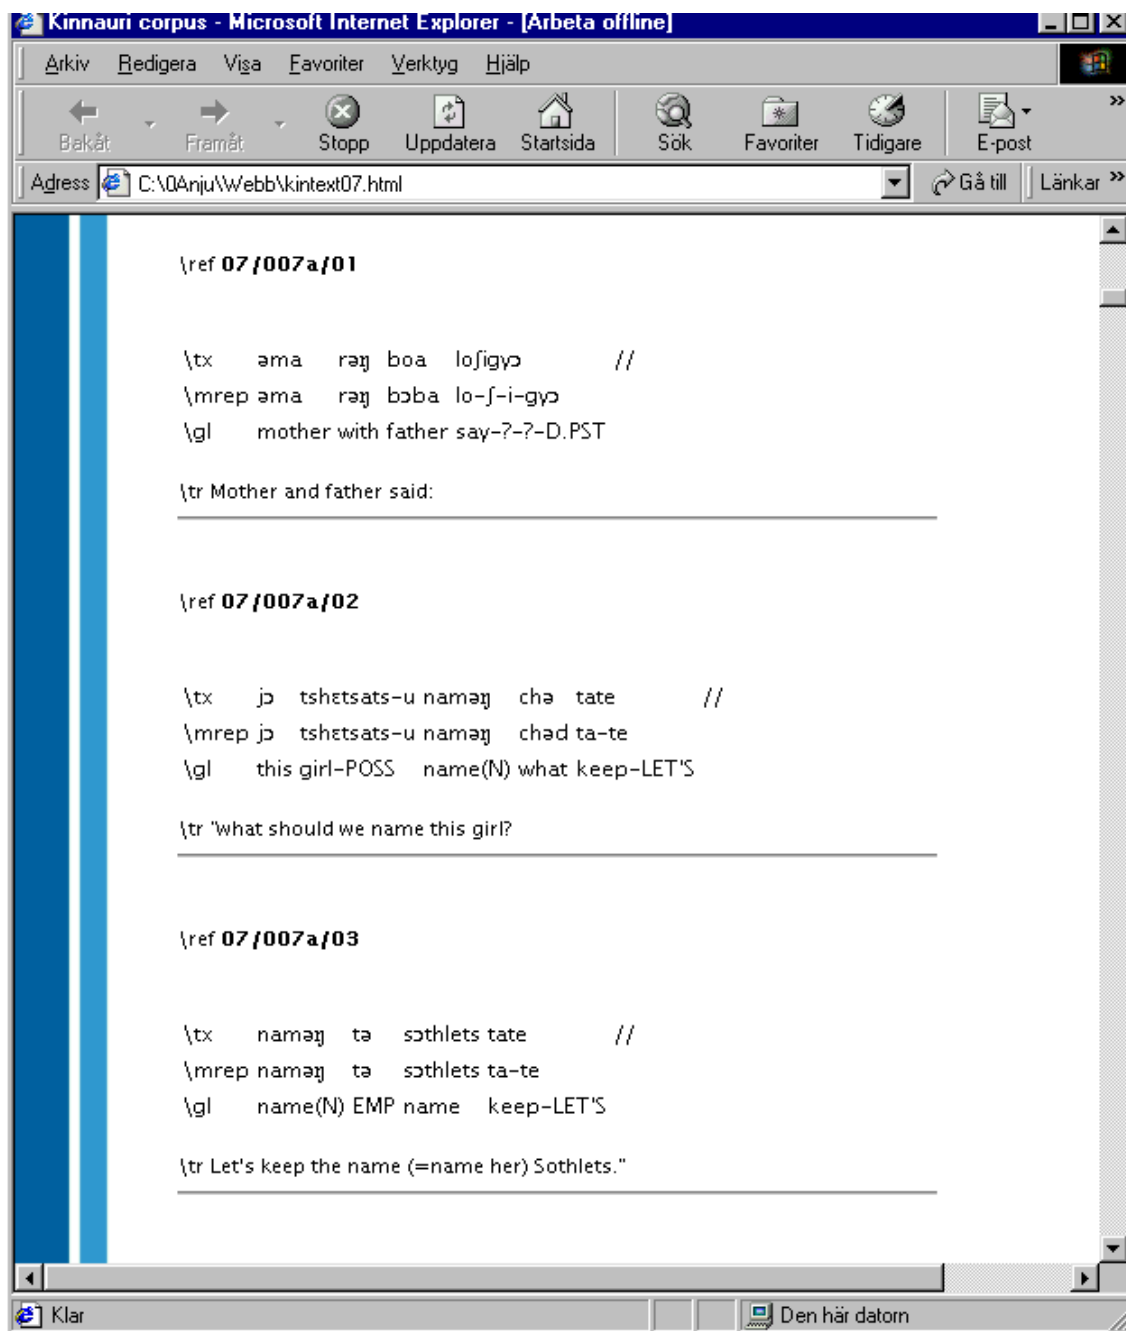 Kinnauri corpus - Microsoft Internet Explorer - [Arbeta offline]
Arkiv Redigera Visa Favoriter Verktyg Hjälp
Bakåt Framåt Stopp Uppdatera Startsida Sök Favoriter Tidigare E-post »
Adress C:\0Anju\Webb\kintext07.html Gå till Länkar »
\ref 07/007a/01
\tx əma rəŋ boa loʃigyɔ //
\mrep əma rəŋ bɔba lo-ʃ-i-gyɔ
\gl mother with father say-?-?-D.PST
\tr Mother and father said:
\ref 07/007a/02
\tx jɔ tshɛtsats-u naməŋ chə tate //
\mrep jɔ tshɛtsats-u naməŋ chəd ta-te
\gl this girl-POSS name(N) what keep-LET'S
\tr "What should we name this girl?
\ref 07/007a/03
\tx naməŋ tə sɔthlets tate //
\mrep naməŋ tə sɔthlets ta-te
\gl name(N) EMP name keep-LET'S
\tr Let's keep the name (=name her) Sothlets."
Klar Den här datorn